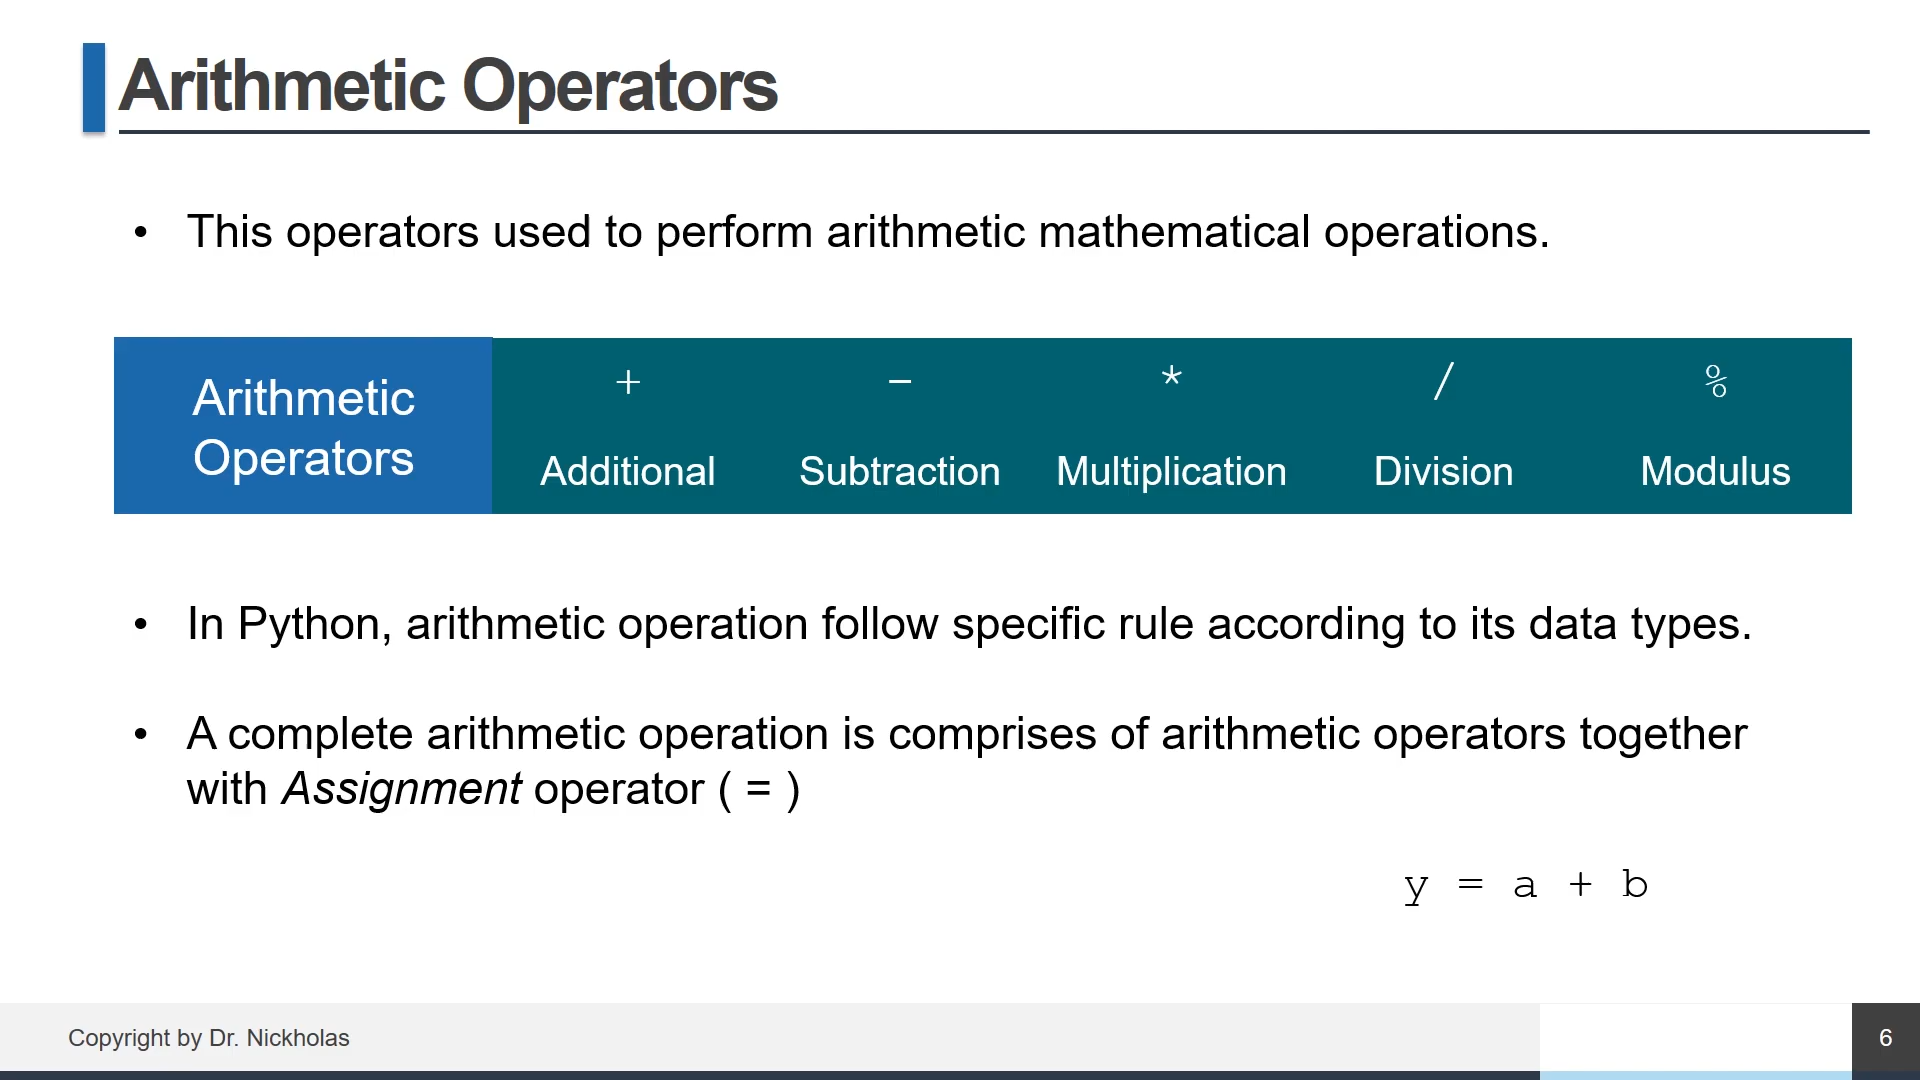 Arithmetic Operators
• This operators used to perform arithmetic mathematical operations.
Arithmetic
Operators
+ - * / %
Additional Subtraction Multiplication Division Modulus
• In Python, arithmetic operation follow specific rule according to its data types.
• A complete arithmetic operation is comprises of arithmetic operators together
with Assignment operator ( = )
y = a + b
Copyright by Dr. Nickholas
6